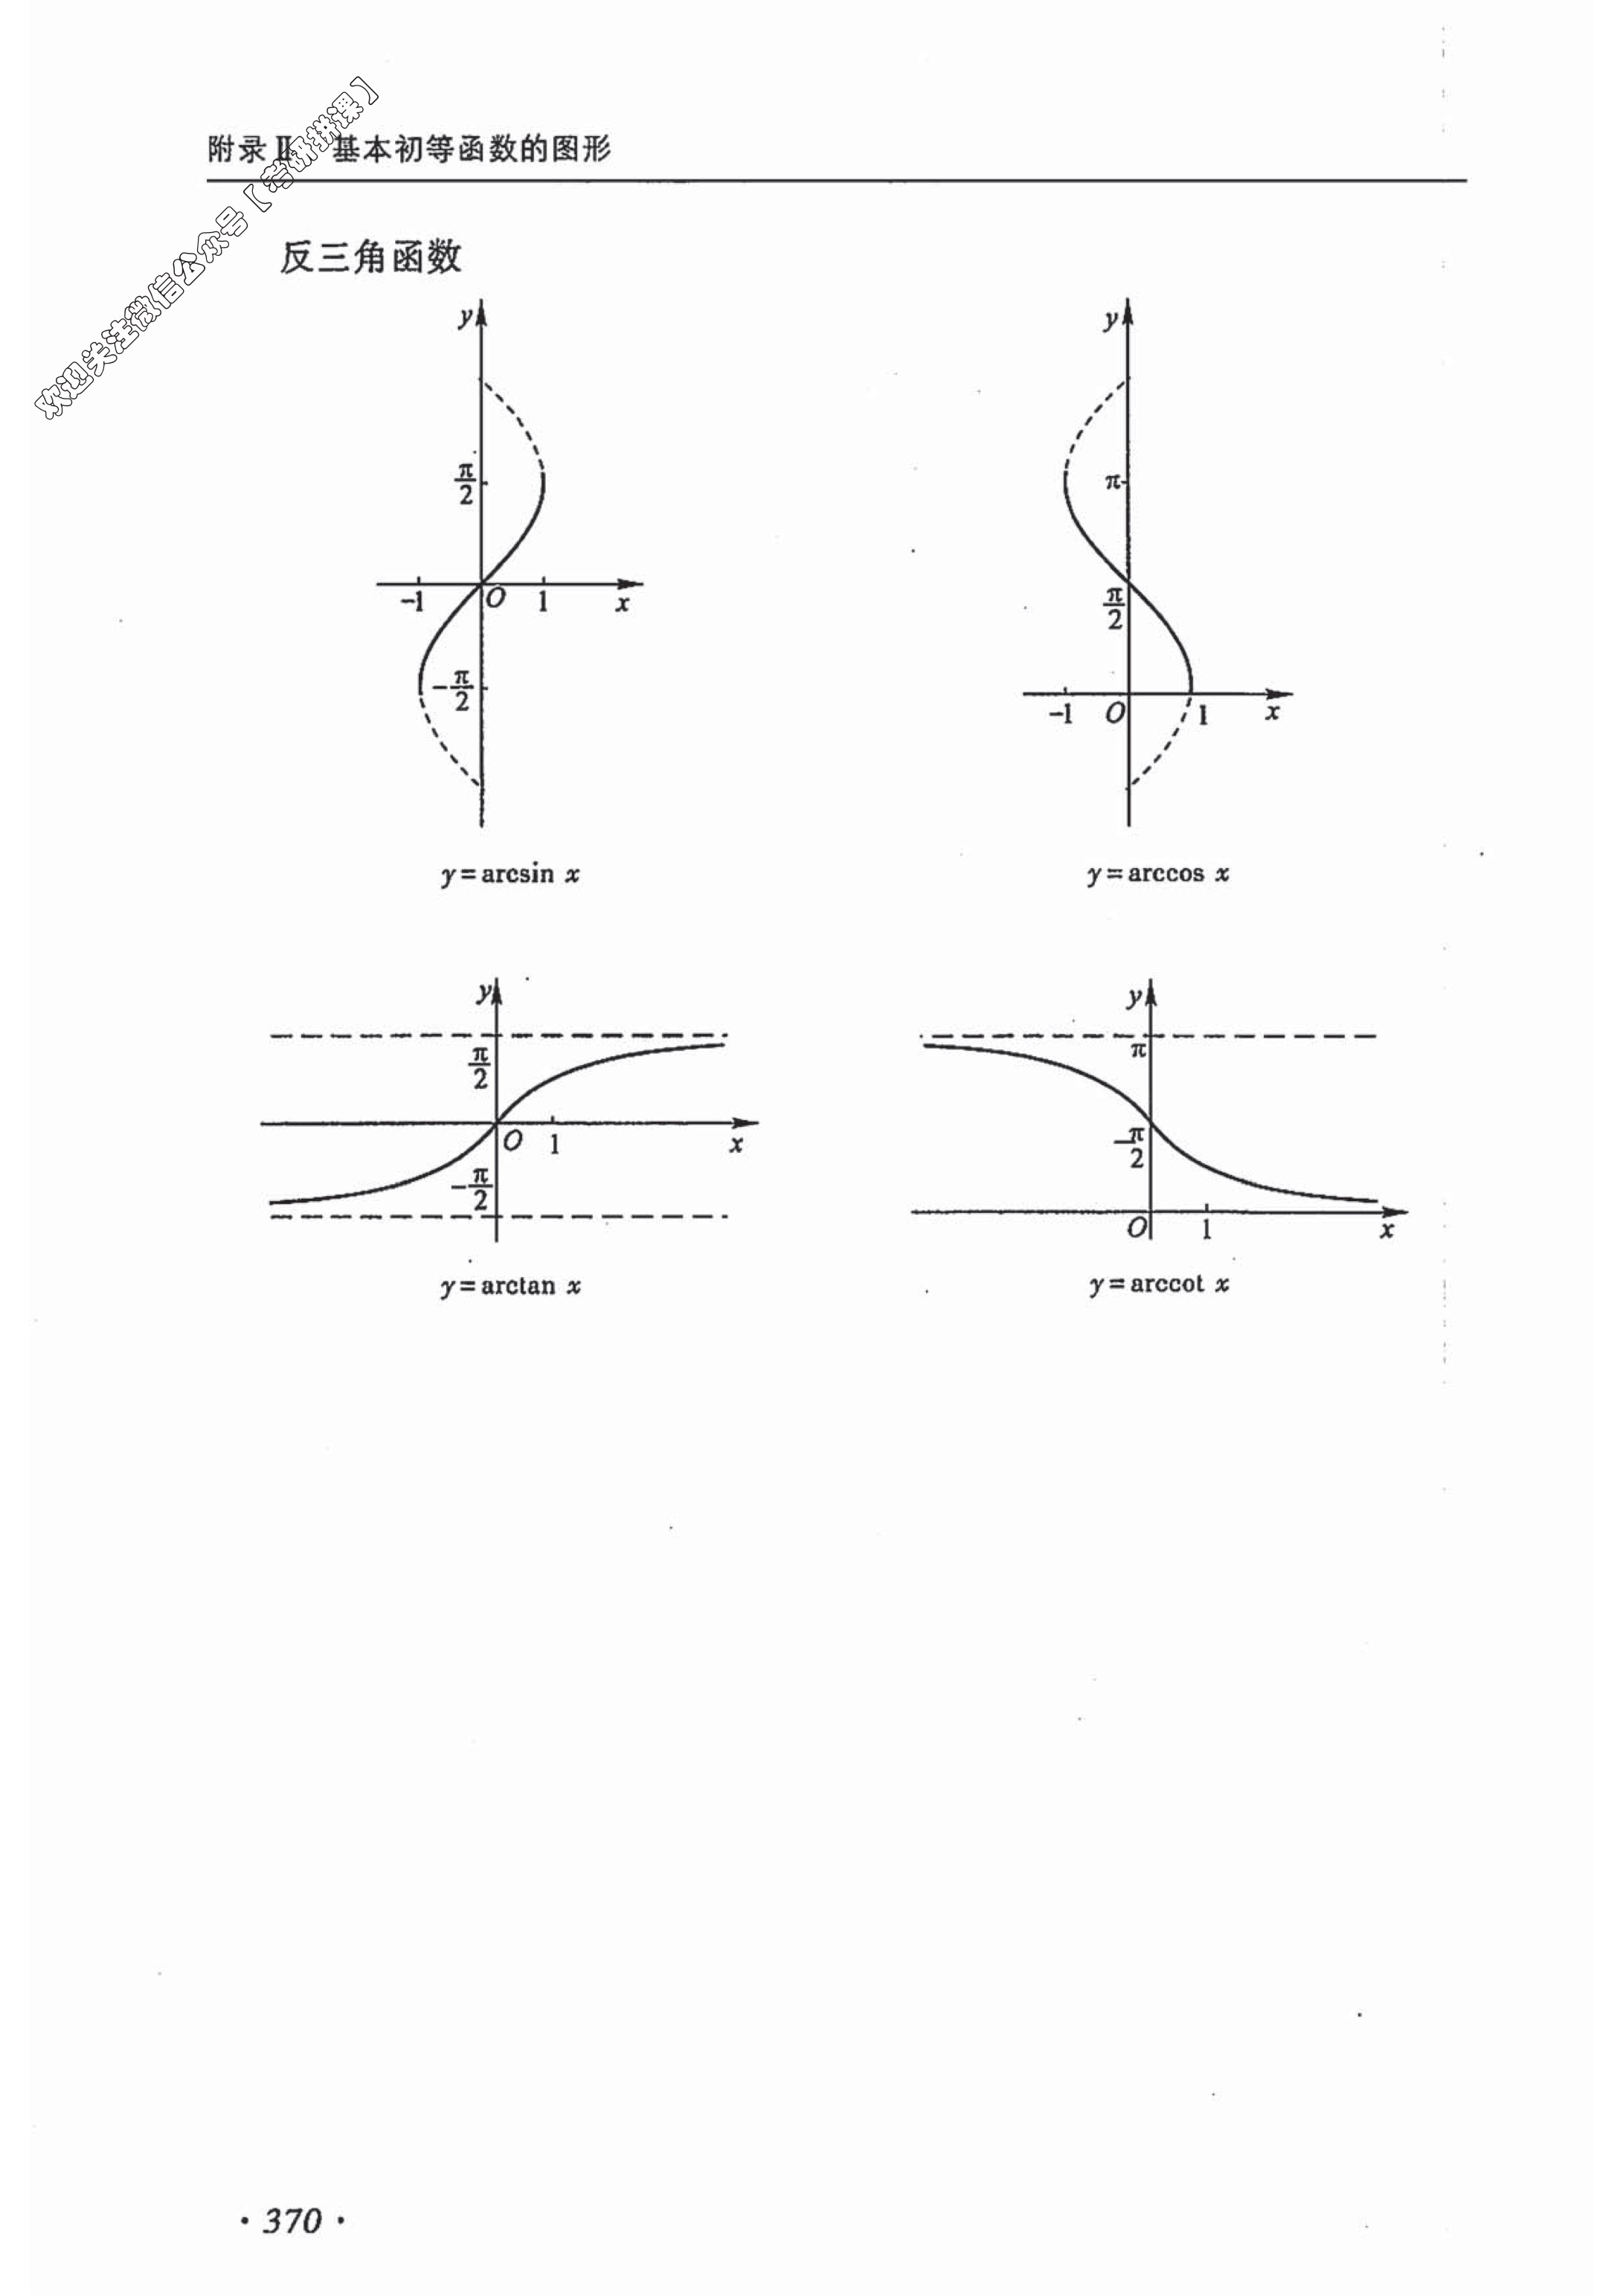 附录Ⅱ 基本初等函数的图形
欢迎关注微信公众号【考研拼课】
反三角函数
y
π/2
-1 O 1 x
-π/2
y=arcsin x
y
π
π/2
-1 O 1 x
y=arccos x
y
π/2
O 1 x
-π/2
y=arctan x
y
π
π/2
O 1 x
y=arccot x
· 370 ·